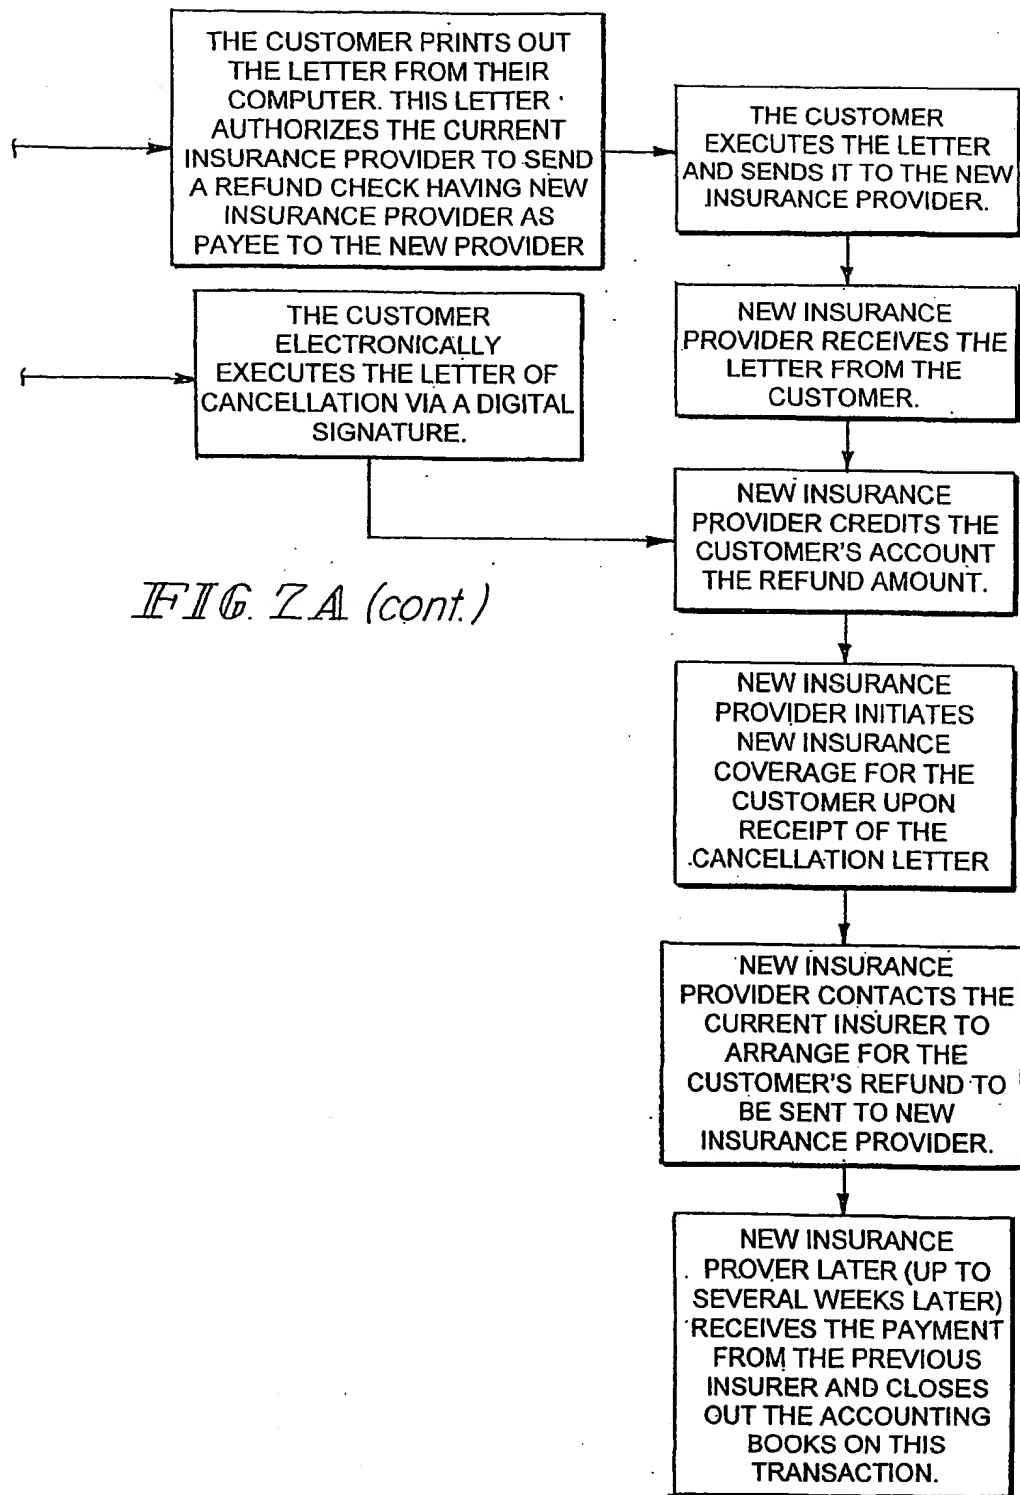 THE CUSTOMER PRINTS OUT
THE LETTER FROM THEIR
COMPUTER. THIS LETTER
AUTHORIZES THE CURRENT
INSURANCE PROVIDER TO SEND
A REFUND CHECK HAVING NEW
INSURANCE PROVIDER AS
PAYEE TO THE NEW PROVIDER
THE CUSTOMER
EXECUTES THE LETTER
AND SENDS IT TO THE NEW
INSURANCE PROVIDER.
THE CUSTOMER
ELECTRONICALLY
EXECUTES THE LETTER OF
CANCELLATION VIA A DIGITAL
SIGNATURE.
NEW INSURANCE
PROVIDER RECEIVES THE
LETTER FROM THE
CUSTOMER.
NEW INSURANCE
PROVIDER CREDITS THE
CUSTOMER'S ACCOUNT
THE REFUND AMOUNT.
FIG. 7A (cont.)
NEW INSURANCE
PROVIDER INITIATES
NEW INSURANCE
COVERAGE FOR THE
CUSTOMER UPON
RECEIPT OF THE
CANCELLATION LETTER
NEW INSURANCE
PROVIDER CONTACTS THE
CURRENT INSURER TO
ARRANGE FOR THE
CUSTOMER'S REFUND TO
BE SENT TO NEW
INSURANCE PROVIDER.
NEW INSURANCE
PROVER LATER (UP TO
SEVERAL WEEKS LATER)
RECEIVES THE PAYMENT
FROM THE PREVIOUS
INSURER AND CLOSES
OUT THE ACCOUNTING
BOOKS ON THIS
TRANSACTION.